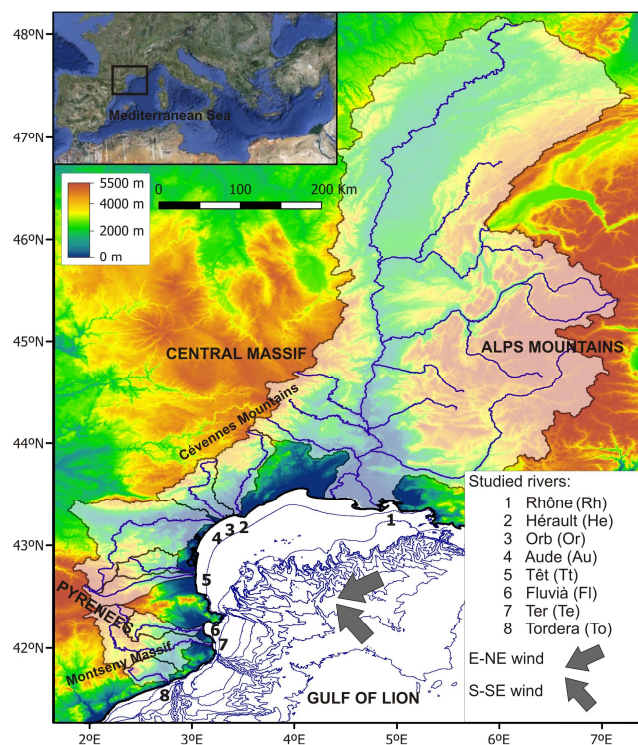 48ºN
47ºN
46ºN
45ºN
44ºN
43ºN
42ºN
Mediterranean Sea
5500 m
4000 m
2000 m
0 m
0 100 200 Km
CENTRAL MASSIF
ALPS MOUNTAINS
Cévennes Mountains
PYRENEES
Montseny Massif
GULF OF LION
1
2
3
4
5
6
7
8
Studied rivers:
1 Rhône (Rh)
2 Hérault (He)
3 Orb (Or)
4 Aude (Au)
5 Têt (Tt)
6 Fluvià (Fl)
7 Ter (Te)
8 Tordera (To)
E-NE wind
S-SE wind
2ºE 3ºE 4ºE 5ºE 6ºE 7ºE